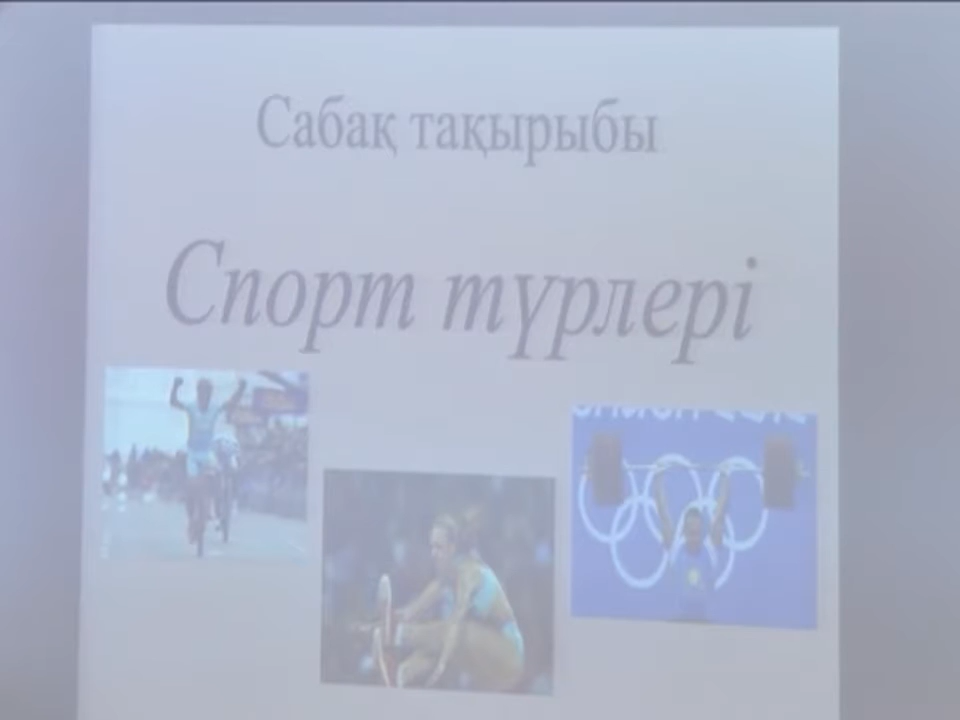 Сабақ тақырыбы
Спорт түрлері